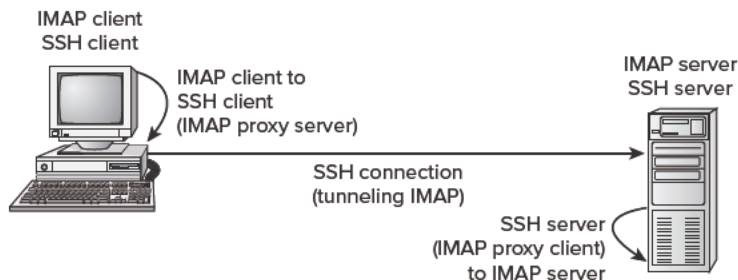 IMAP client
SSH client
IMAP client to
SSH client
(IMAP proxy server)
IMAP server
SSH server
SSH connection
(tunneling IMAP)
SSH server
(IMAP proxy client)
to IMAP server